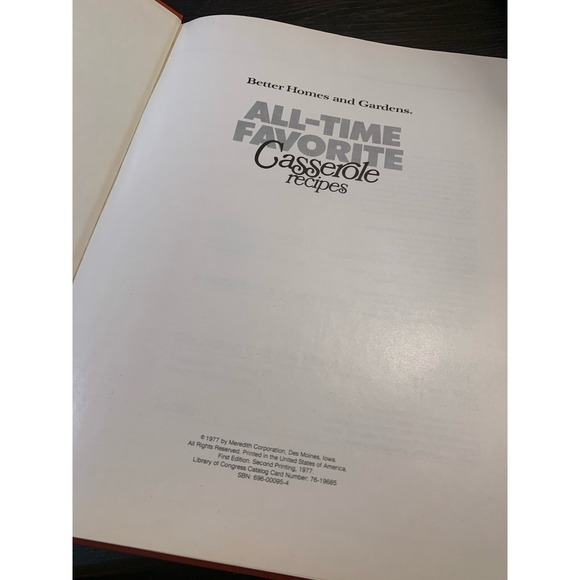 Better Homes and Gardens®
ALL-TIME
FAVORITE
Casserole
recipes
© 1977 by Meredith Corporation, Des Moines, Iowa.
All Rights Reserved. Printed in the United States of America.
First Edition. Second Printing, 1977.
Library of Congress Catalog Card Number: 76-19685
SBN: 696-00095-4